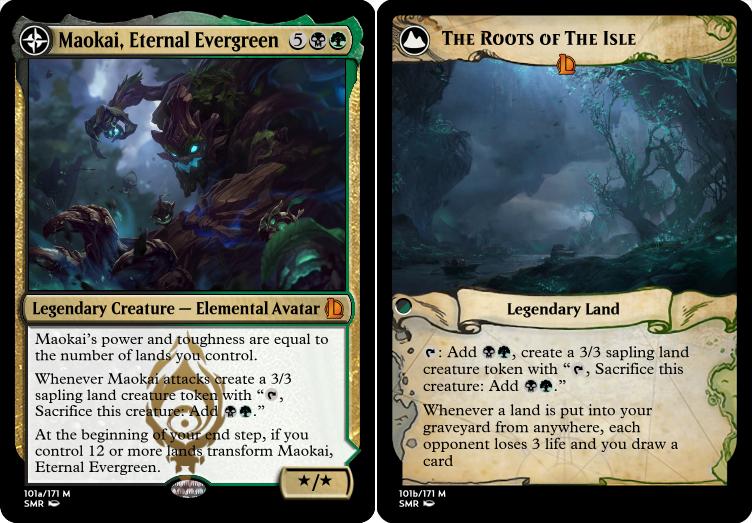 Maokai, Eternal Evergreen 5
Legendary Creature — Elemental Avatar
Maokai's power and toughness are equal to
the number of lands you control.
Whenever Maokai attacks create a 3/3
sapling land creature token with “ ,
Sacrifice this creature: Add .”
At the beginning of your end step, if you
control 12 or more lands transform Maokai,
Eternal Evergreen.
★/★
101a/171 M
SMR
The Roots of The Isle
Legendary Land
: Add , create a 3/3 sapling land
creature token with “ , Sacrifice this
creature: Add .”
Whenever a land is put into your
graveyard from anywhere, each
opponent loses 3 life and you draw a
card
101b/171 M
SMR